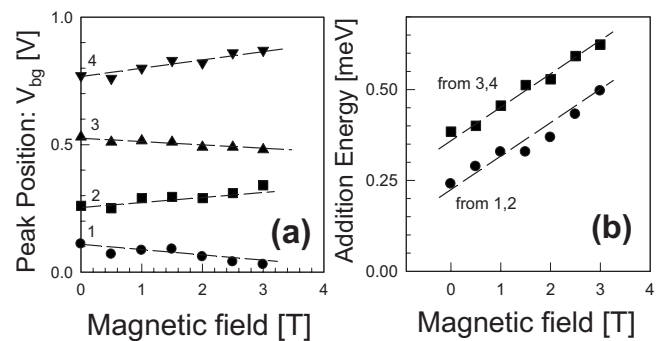 1.0
0.5
0.0
Peak Position: V_bg [V]
4
3
2
1
(a)
0 1 2 3 4
Magnetic field [T]
0.50
0.25
0.00
Addition Energy [meV]
from 3,4
from 1,2
(b)
0 1 2 3 4
Magnetic field [T]